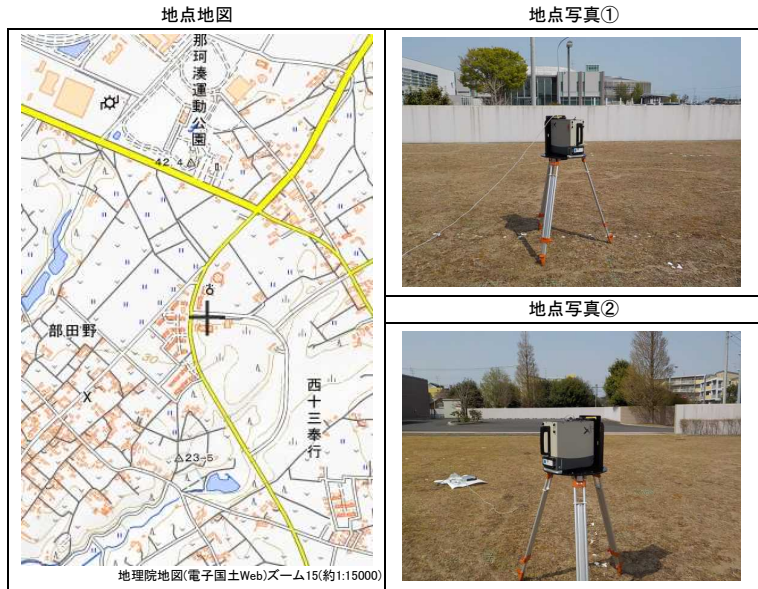 地点地図
地点写真①
那珂湊運動公園
42.4
部田野
30
西十三奉行
23.5
地理院地図(電子国土Web)ズーム15(約1:15000)
地点写真②